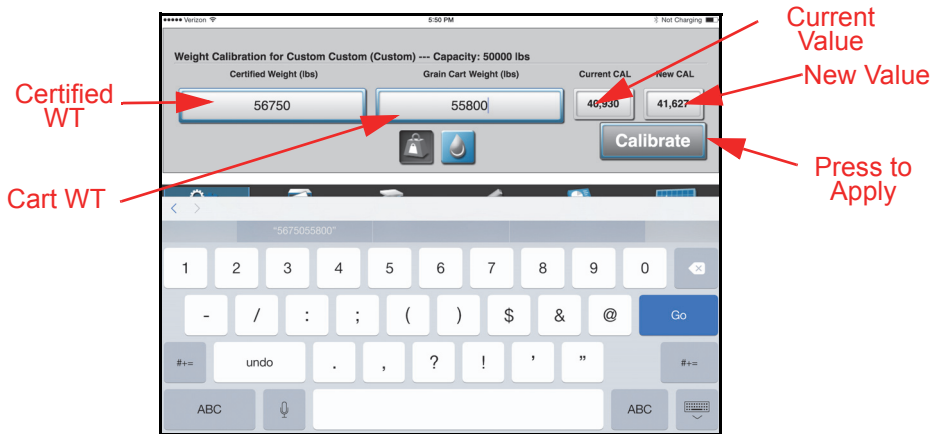 Verizon
5:50 PM
Not Charging
Current
Value
Weight Calibration for Custom Custom (Custom) --- Capacity: 50000 lbs
Certified Weight (lbs)
Grain Cart Weight (lbs)
Current CAL
New CAL
New Value
Certified
WT
56750
55800
40,930
41,627
Calibrate
Press to
Apply
Cart WT
"5675055800"
1 2 3 4 5 6 7 8 9 0
- / : ; ( ) $ & @ Go
#+= undo . , ? ! ' " #+=
ABC ABC